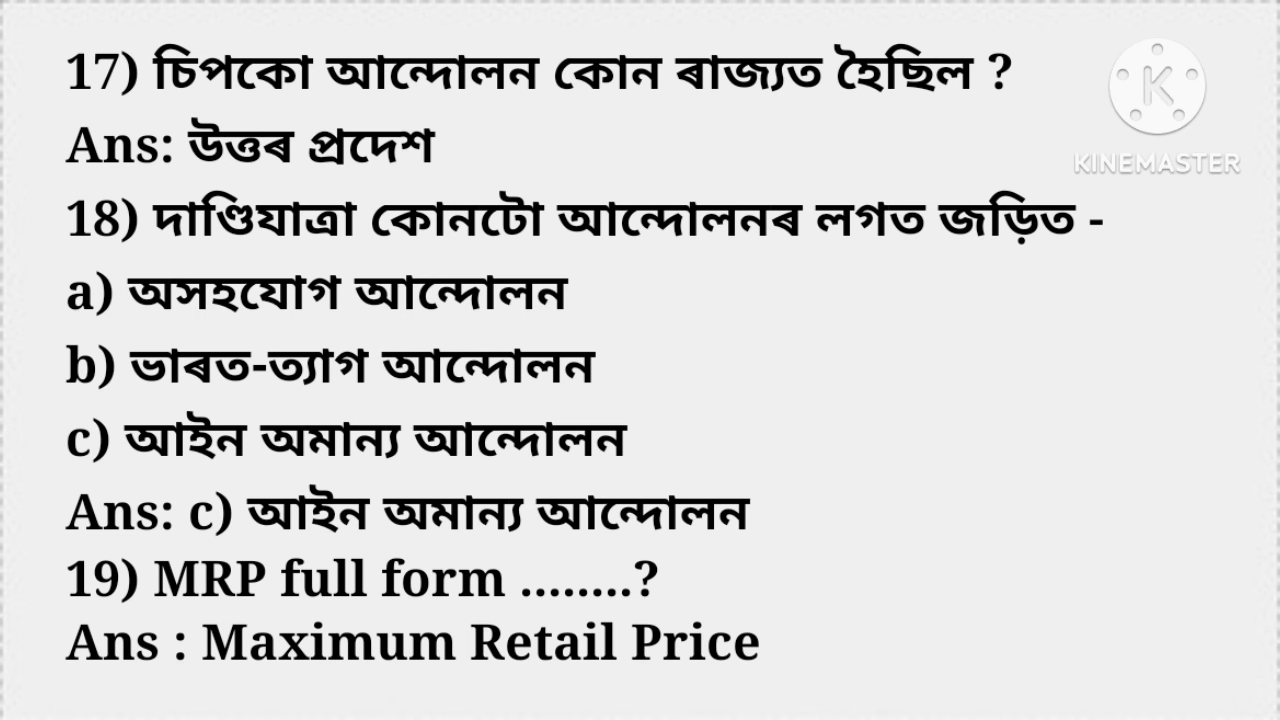 17) চিপকো আন্দোলন কোন ৰাজ্যত হৈছিল ?
Ans: উত্তৰ প্ৰদেশ
18) দাণ্ডিযাত্ৰা কোনটো আন্দোলনৰ লগত জড়িত -
a) অসহযোগ আন্দোলন
b) ভাৰত-ত্যাগ আন্দোলন
c) আইন অমান্য আন্দোলন
Ans: c) আইন অমান্য আন্দোলন
19) MRP full form ........?
Ans : Maximum Retail Price
K
KINEMASTER